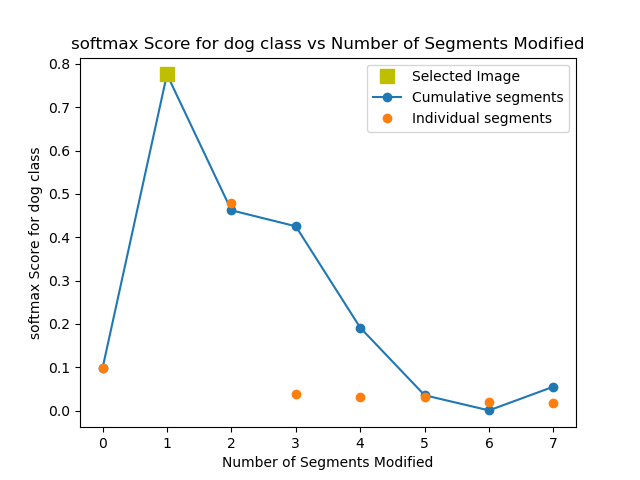 softmax Score for dog class vs Number of Segments Modified
Selected Image
Cumulative segments
Individual segments
softmax Score for dog class
0.8
0.7
0.6
0.5
0.4
0.3
0.2
0.1
0.0
0 1 2 3 4 5 6 7
Number of Segments Modified